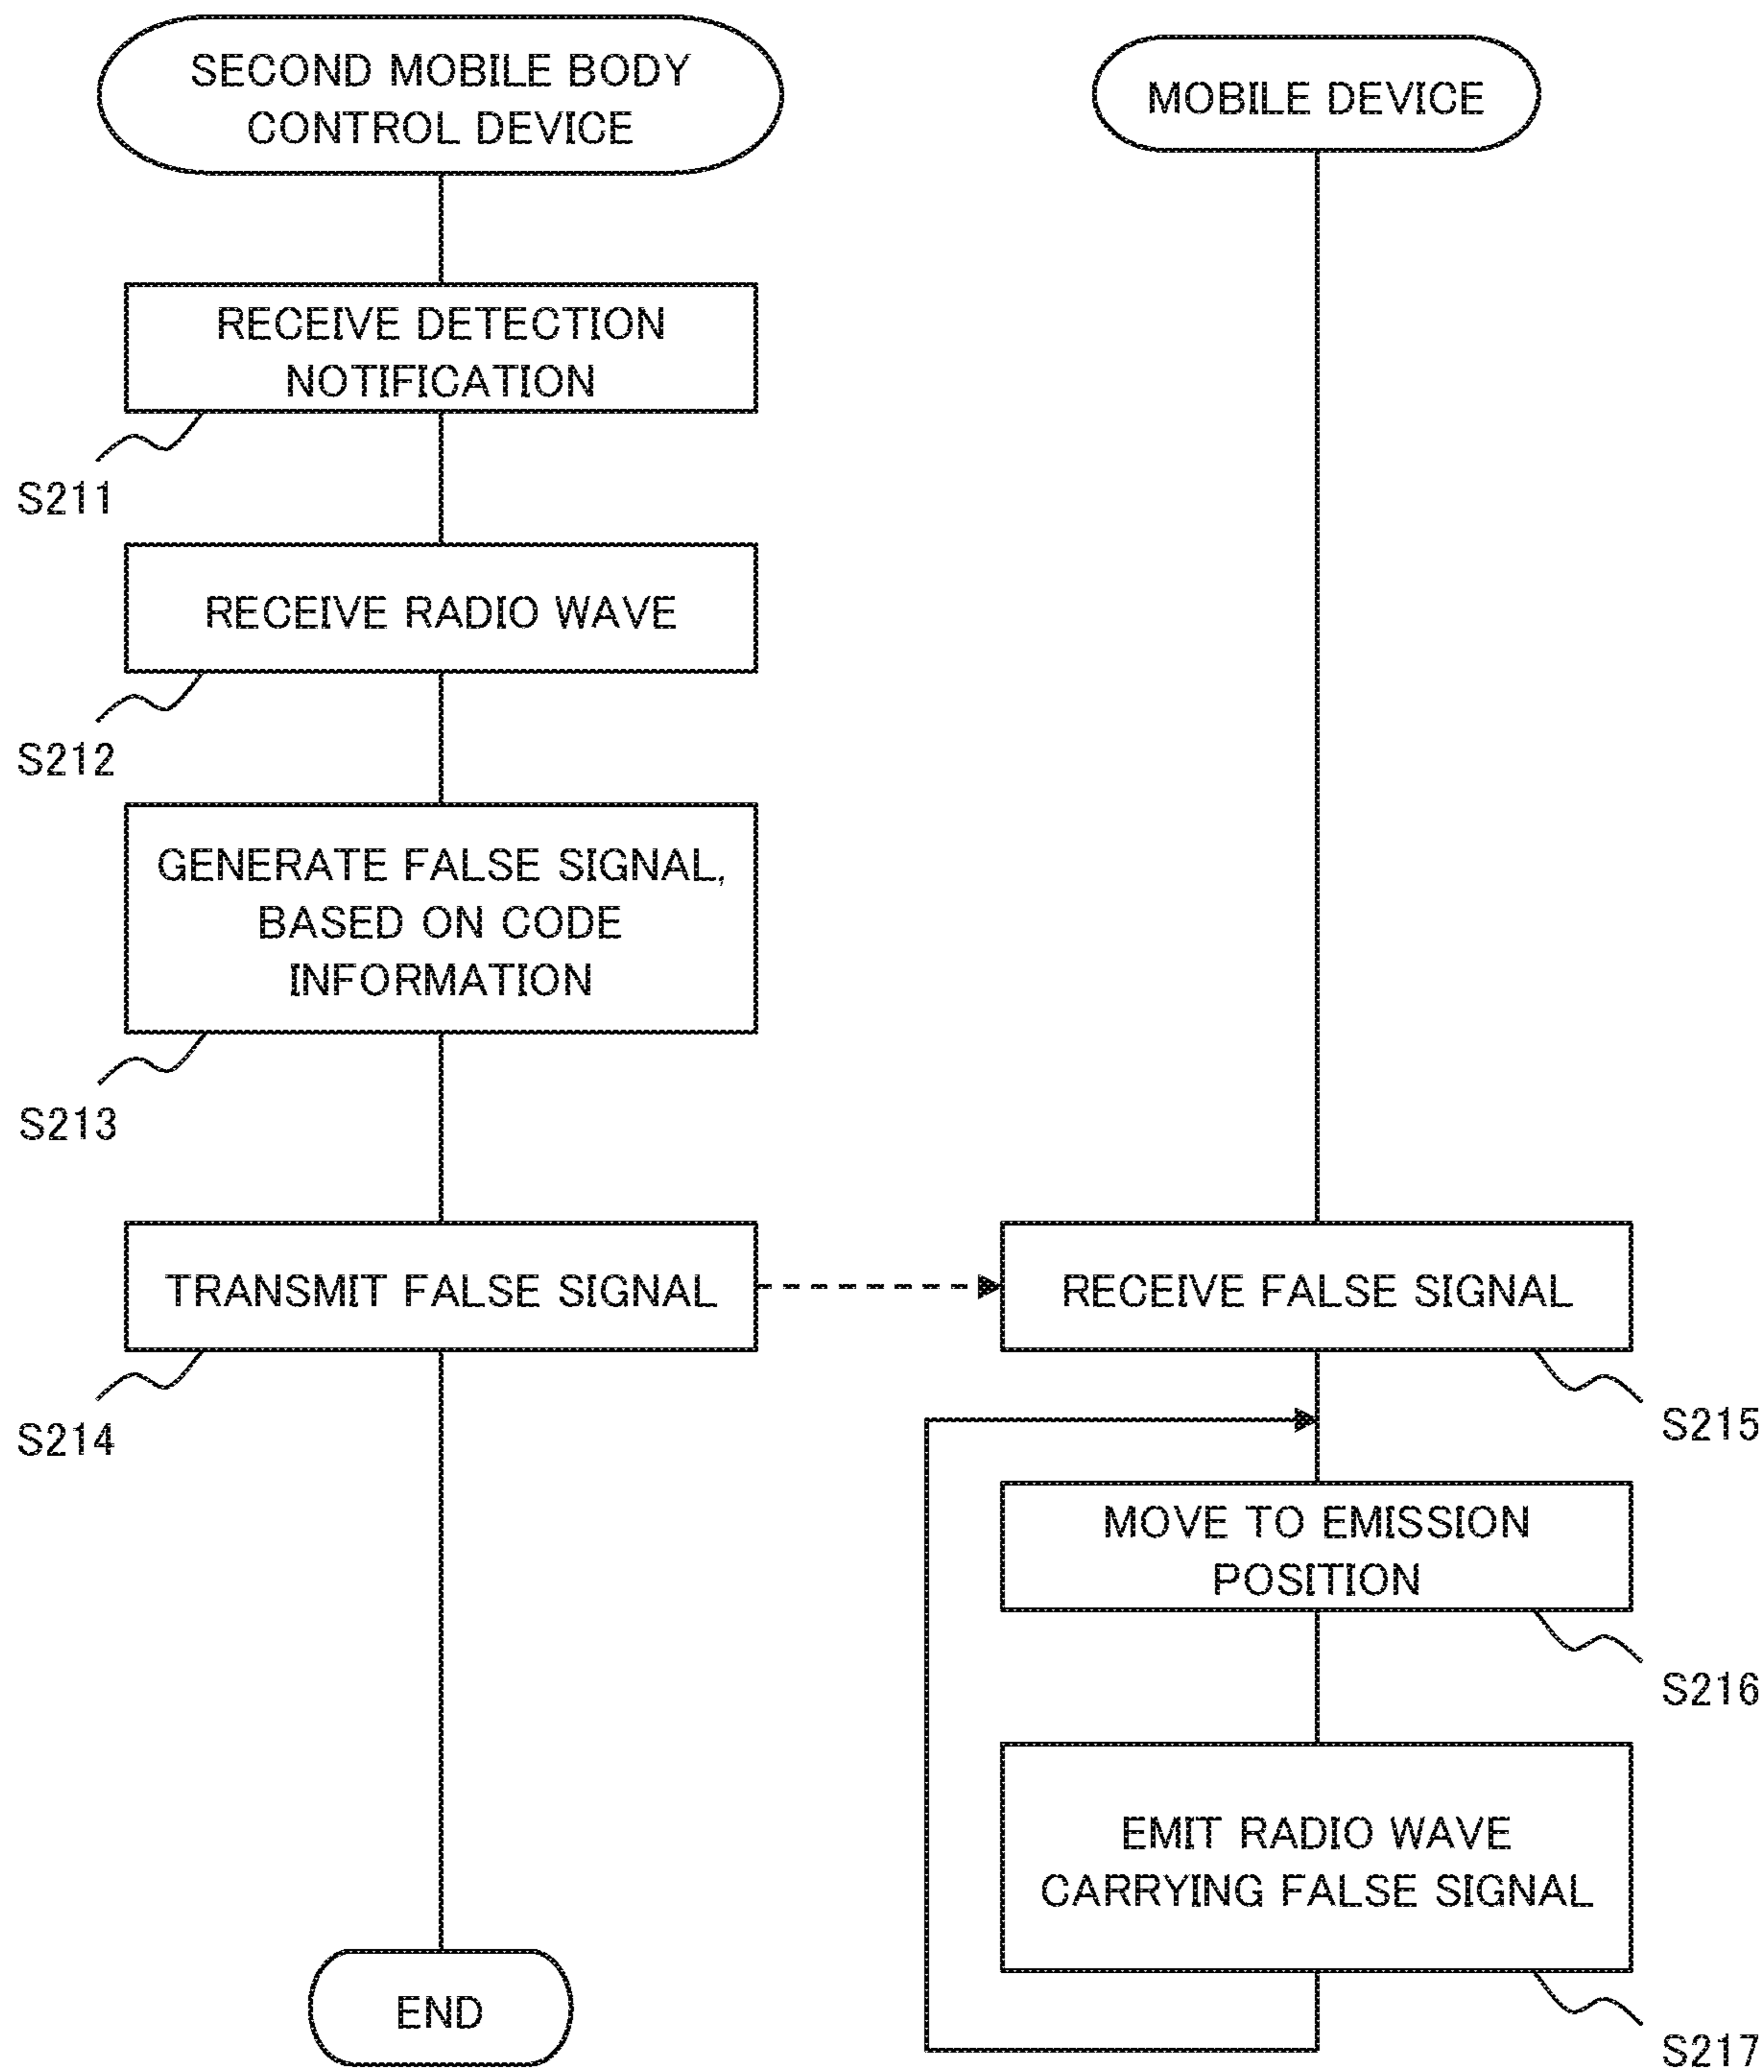 SECOND MOBILE BODY
CONTROL DEVICE
RECEIVE DETECTION
NOTIFICATION
S211
RECEIVE RADIO WAVE
S212
GENERATE FALSE SIGNAL,
BASED ON CODE
INFORMATION
S213
TRANSMIT FALSE SIGNAL
S214
END
MOBILE DEVICE
RECEIVE FALSE SIGNAL
S215
MOVE TO EMISSION
POSITION
S216
EMIT RADIO WAVE
CARRYING FALSE SIGNAL
S217